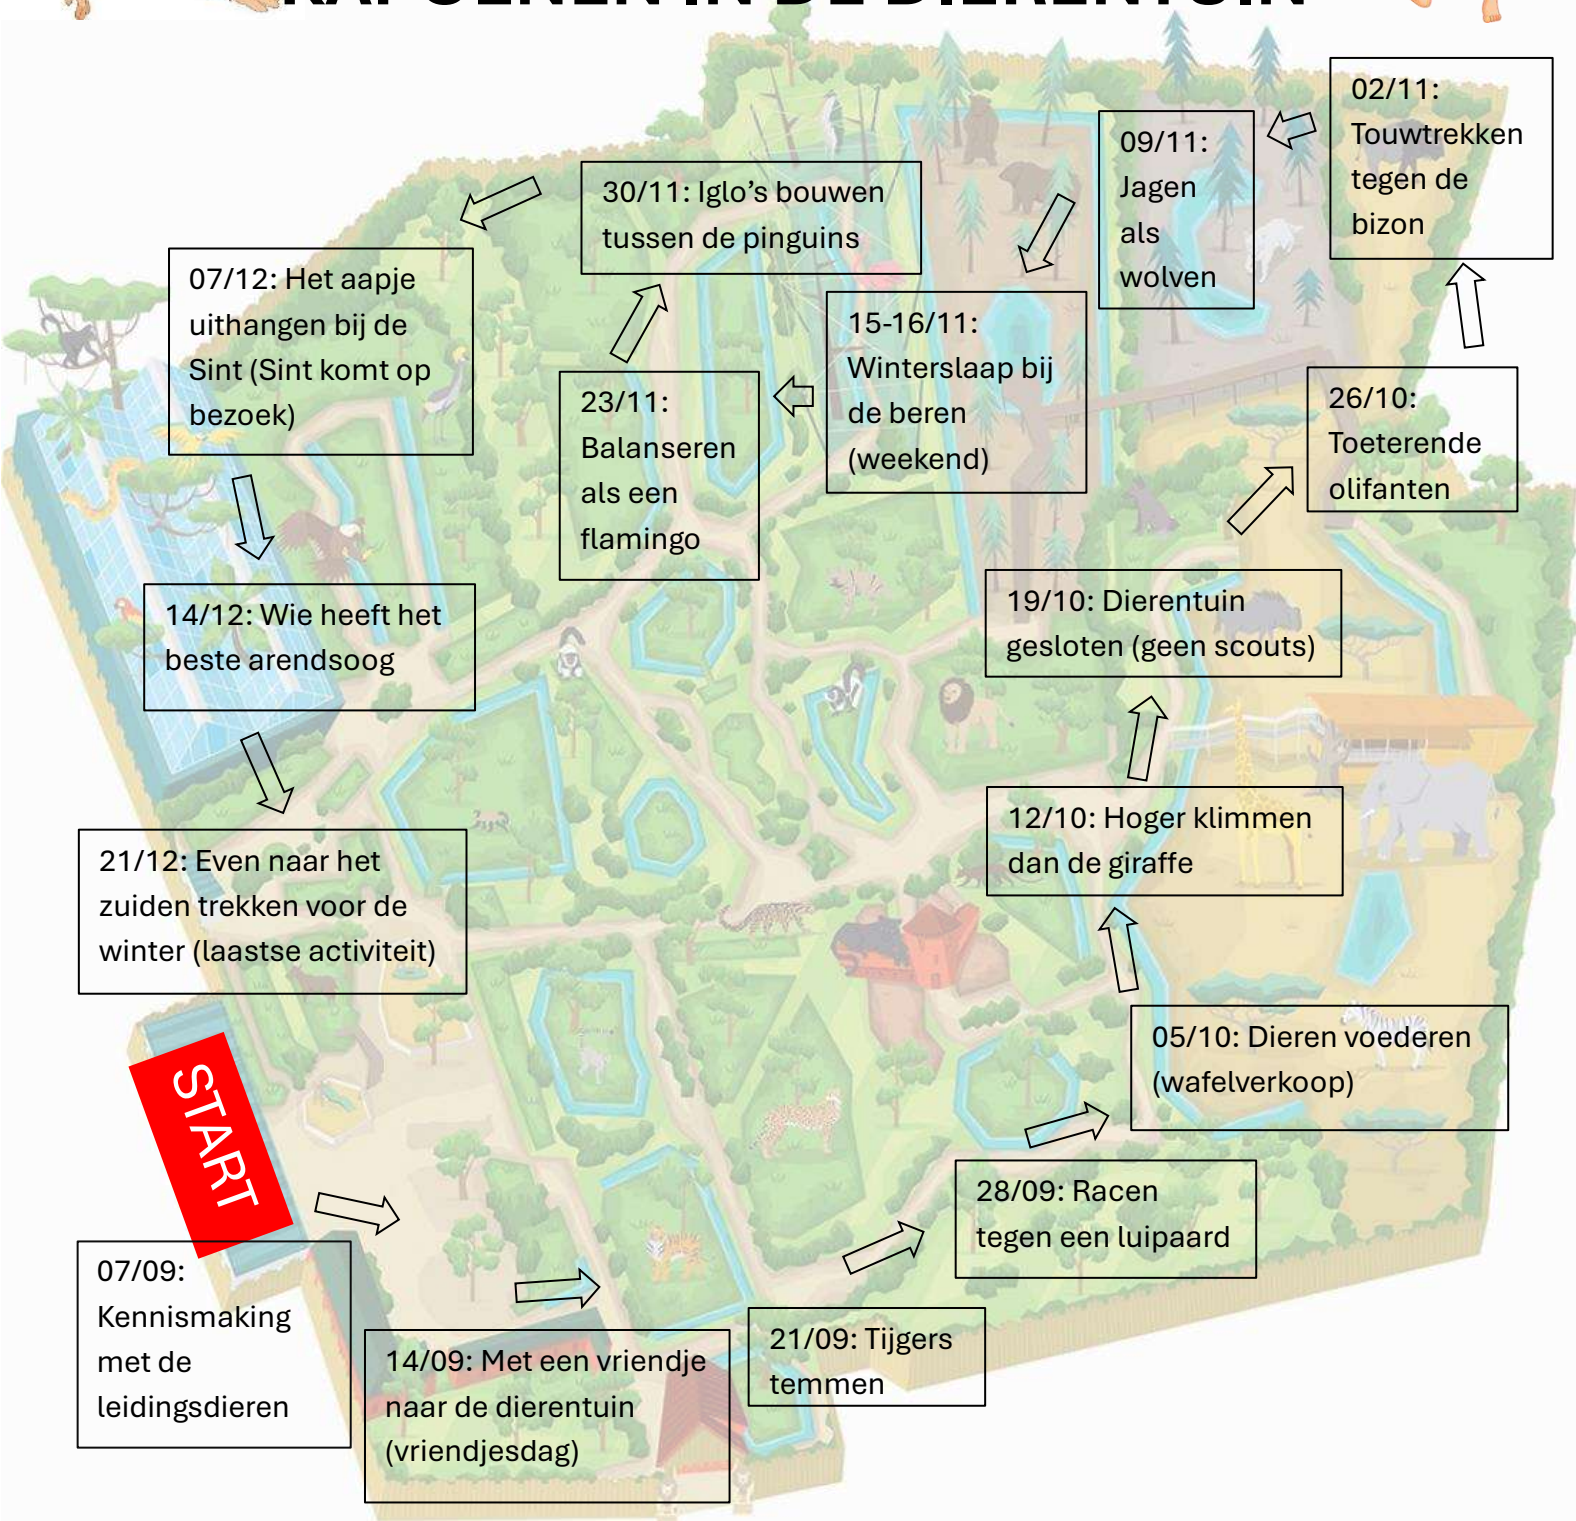 KAPOENEN IN DE DIERENTUIN
START
07/09:
Kennismaking
met de
leidingsdieren
14/09: Met een vriendje
naar de dierentuin
(vriendjesdag)
21/09: Tijgers
temmen
28/09: Racen
tegen een luipaard
05/10: Dieren voederen
(wafelverkoop)
12/10: Hoger klimmen
dan de giraffe
19/10: Dierentuin
gesloten (geen scouts)
26/10:
Toeterende
olifanten
02/11:
Touwtrekken
tegen de
bizon
09/11:
Jagen
als
wolven
15-16/11:
Winterslaap bij
de beren
(weekend)
23/11:
Balanseren
als een
flamingo
30/11: Iglo’s bouwen
tussen de pinguins
07/12: Het aapje
uithangen bij de
Sint (Sint komt op
bezoek)
14/12: Wie heeft het
beste arendsoog
21/12: Even naar het
zuiden trekken voor de
winter (laastse activiteit)